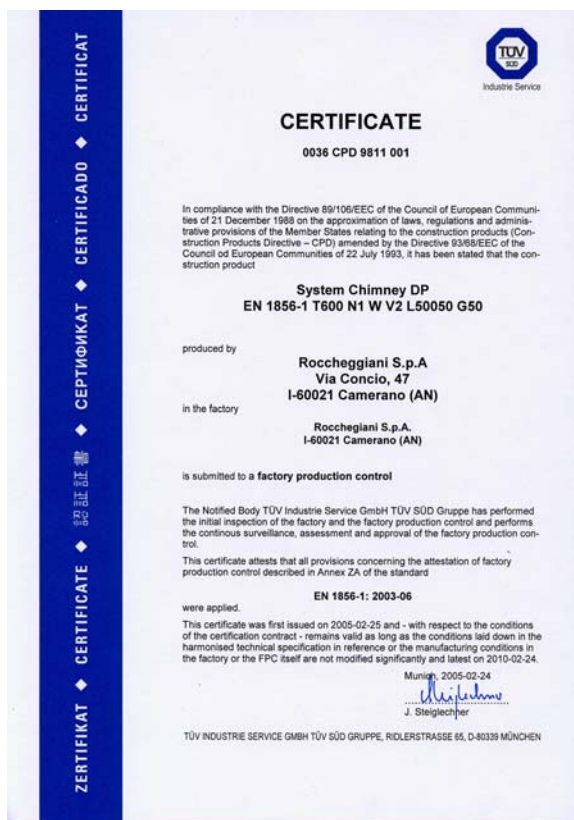 ZERTIFIKAT ◆ CERTIFICATE ◆ 認証証書 ◆ СЕРТИФИКАТ ◆ CERTIFICADO ◆ CERTIFICAT
TÜV
SÜD
Industrie Service
CERTIFICATE
0036 CPD 9811 001
In compliance with the Directive 89/106/EEC of the Council of European Communi-
ties of 21 December 1988 on the approximation of laws, regulations and adminis-
trative provisions of the Member States relating to the construction products (Con-
struction Products Directive – CPD) amended by the Directive 93/68/EEC of the
Council od European Communities of 22 July 1993, it has been stated that the con-
struction product
System Chimney DP
EN 1856-1 T600 N1 W V2 L50050 G50
produced by
Roccheggiani S.p.A
Via Concio, 47
I-60021 Camerano (AN)
in the factory
Rocchegiani S.p.A.
I-60021 Camerano (AN)
is submitted to a factory production control
The Notified Body TÜV Industrie Service GmbH TÜV SÜD Gruppe has performed
the initial inspection of the factory and the factory production control and performs
the continous surveillance, assessment and approval of the factory production con-
trol.
This certificate attests that all provisions concerning the attestation of factory
production control described in Annex ZA of the standard
EN 1856-1: 2003-06
were applied.
This certificate was first issued on 2005-02-25 and - with respect to the conditions
of the certification contract - remains valid as long as the conditions laid down in the
harmonised technical specification in reference or the manufacturing conditions in
the factory or the FPC itself are not modified significantly and latest on 2010-02-24.
Munich, 2005-02-24
J. Steiglechner
TÜV INDUSTRIE SERVICE GMBH TÜV SÜD GRUPPE, RIDLERSTRASSE 65, D-80339 MÜNCHEN